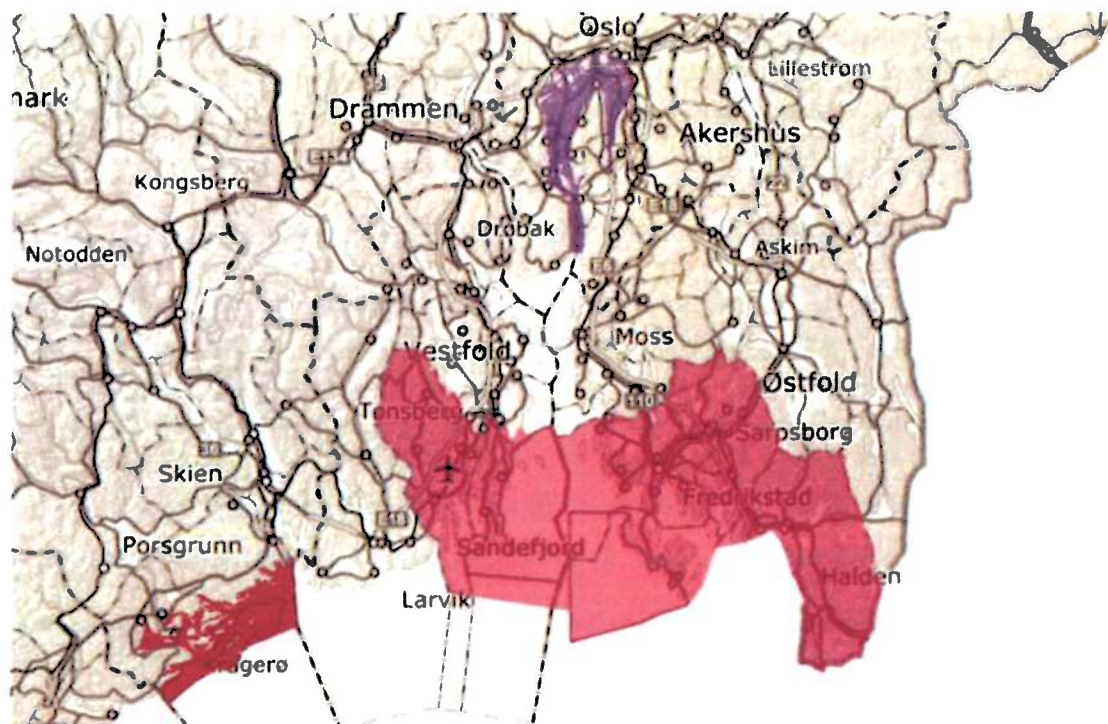 Oslo
Lillestrøm
mark
Drammen
Akershus
Kongsberg
Drøbak
Askim
Notodden
Moss
Vestfold
Østfold
Tønsberg
Sarpsborg
Skien
Fredrikstad
Porsgrunn
Sandefjord
Halden
Larvik
Kragerø